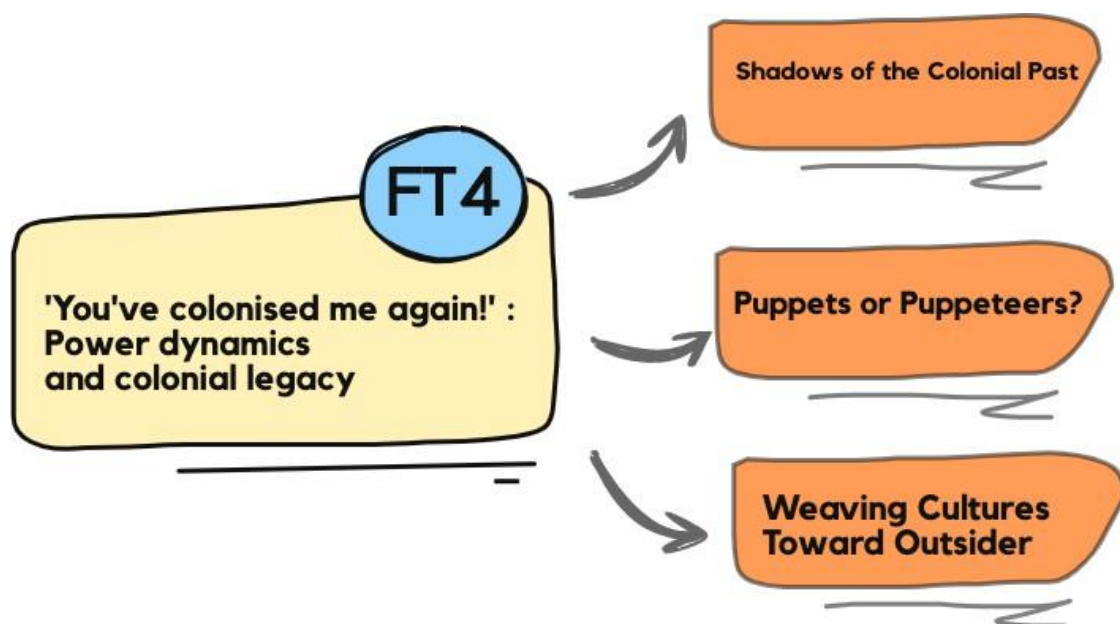 FT4
'You've colonised me again!' :
Power dynamics
and colonial legacy
Shadows of the Colonial Past
Puppets or Puppeteers?
Weaving Cultures
Toward Outsider